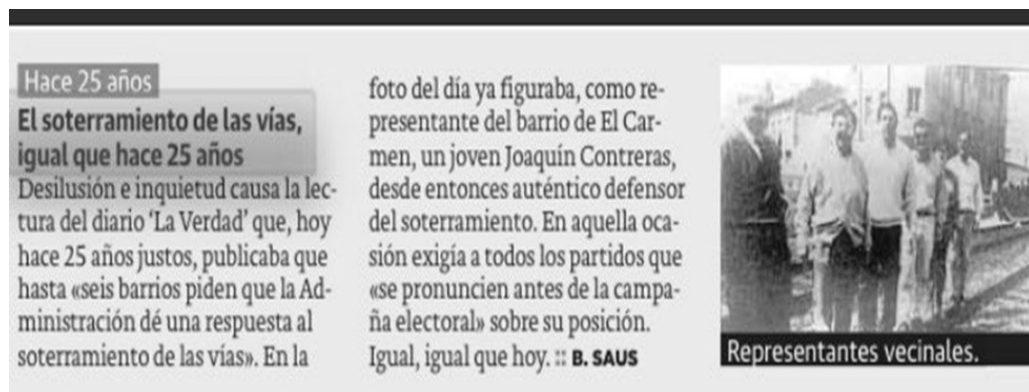 Hace 25 años
El soterramiento de las vías,
igual que hace 25 años
Desilusión e inquietud causa la lec-
tura del diario ‘La Verdad’ que, hoy
hace 25 años justos, publicaba que
hasta «seis barrios piden que la Ad-
ministración dé una respuesta al
soterramiento de las vías». En la
foto del día ya figuraba, como re-
presentante del barrio de El Car-
men, un joven Joaquín Contreras,
desde entonces auténtico defensor
del soterramiento. En aquella oca-
sión exigía a todos los partidos que
«se pronuncien antes de la campa-
ña electoral» sobre su posición.
Igual, igual que hoy. :: B. SAUS
Representantes vecinales.